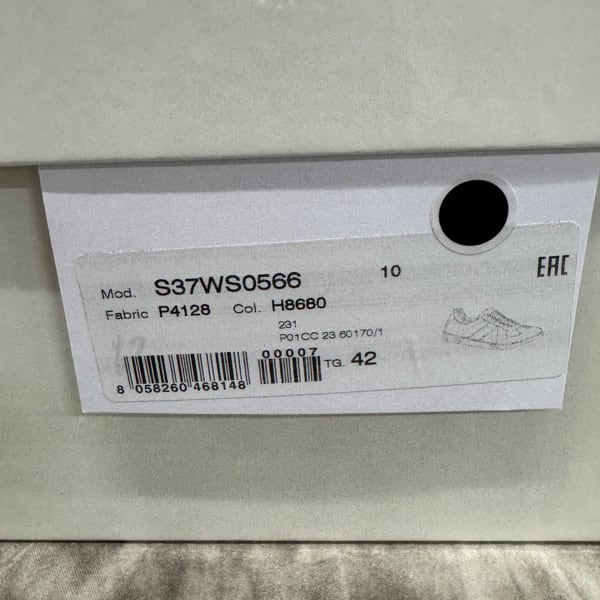 Mod. S37WS0566 10 EAC
Fabric P4128 Col. H8680
231
P01CC 23 60170/1
00007 TG. 42
8 058260 468148